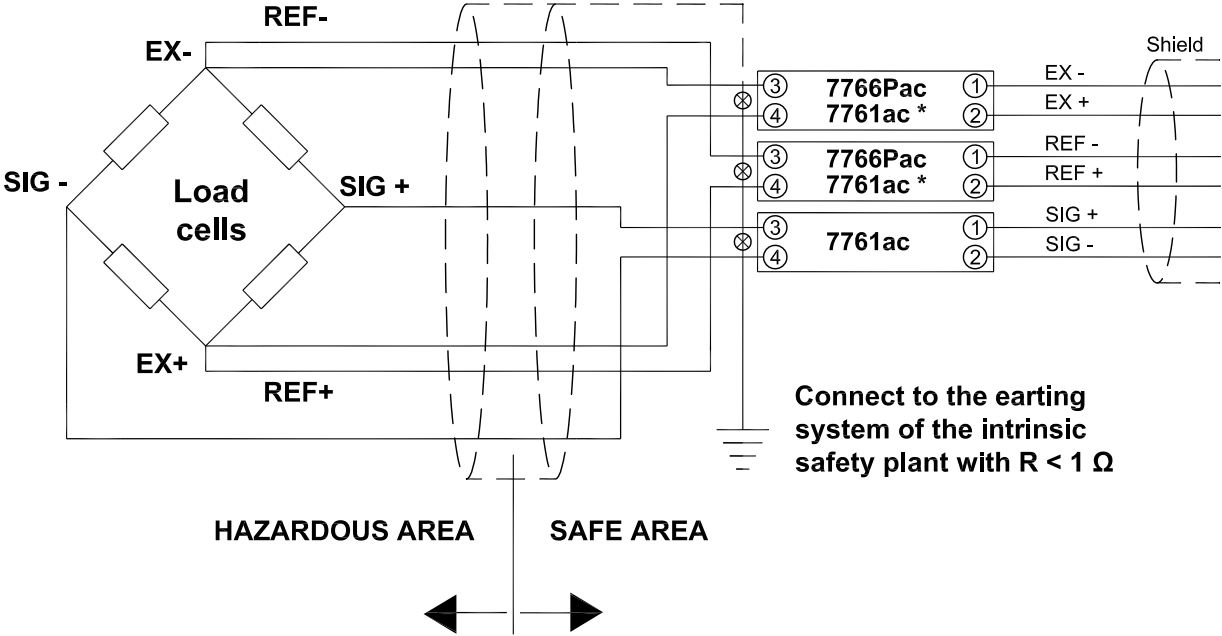 REF-
EX-
Shield
SIG -
Load
cells
SIG +
EX+
REF+
3
4
7766Pac
7761ac *
1
2
EX -
EX +
3
4
7766Pac
7761ac *
1
2
REF -
REF +
3
4
7761ac
1
2
SIG +
SIG -
Connect to the earting
system of the intrinsic
safety plant with R < 1 Ω
HAZARDOUS AREA
SAFE AREA